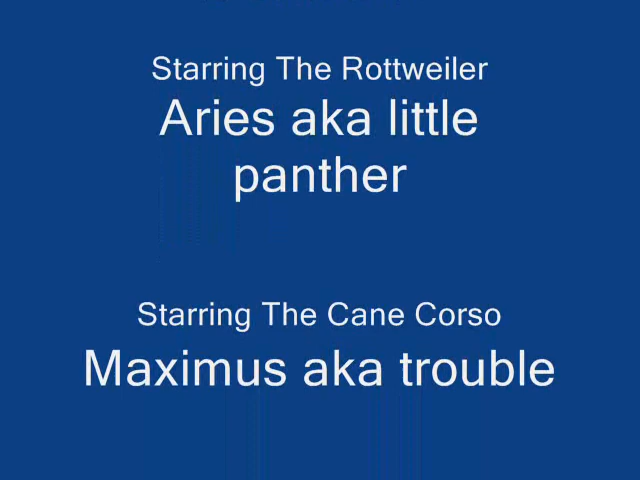 Starring The Rottweiler
Aries aka little
panther
Starring The Cane Corso
Maximus aka trouble